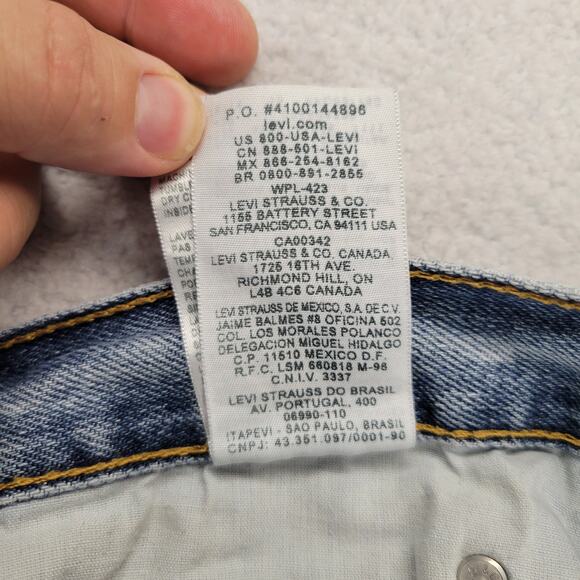 P.O. #4100144896
levi.com
US 800-USA-LEVI
CN 888-501-LEVI
MX 866-254-8162
BR 0800-891-2855
WPL-423
LEVI STRAUSS & CO.
1155 BATTERY STREET
SAN FRANCISCO, CA 94111 USA
CA00342
LEVI STRAUSS & CO. CANADA
1725 16TH AVE.
RICHMOND HILL, ON
L4B 4C6 CANADA
LEVI STRAUSS DE MEXICO, S.A. DE C.V.
JAIME BALMES #8 OFICINA 502
COL. LOS MORALES POLANCO
DELEGACION MIGUEL HIDALGO
C.P. 11510 MEXICO D.F.
R.F.C. LSM 660818 M-96
C.N.I.V. 3337
LEVI STRAUSS DO BRASIL
AV. PORTUGAL, 400
06990-110
ITAPEVI - SAO PAULO, BRASIL
CNPJ: 43.351.097/0001-90
DRY C
INSIDE
LAVE